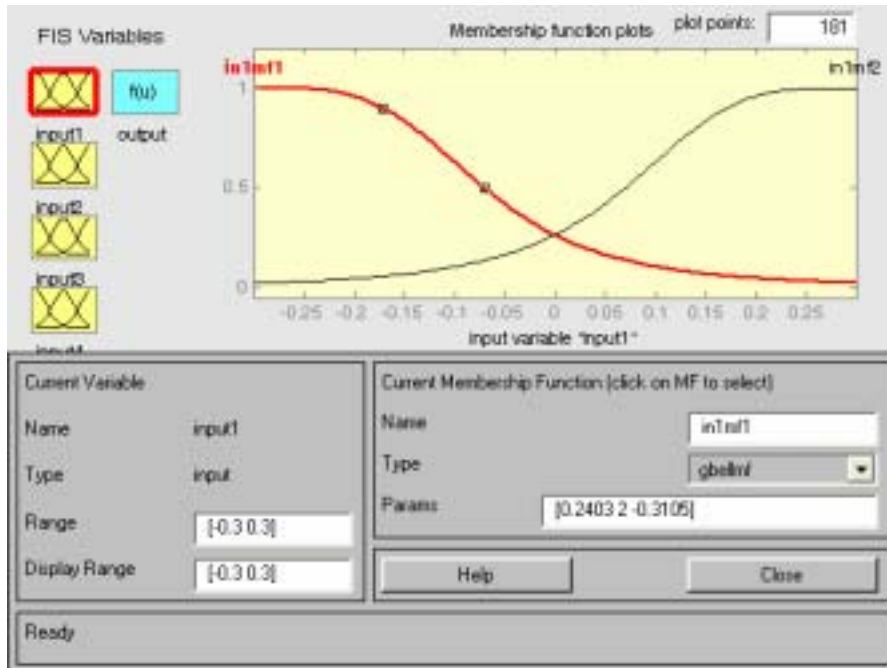 FIS Variables
Membership function plots
plot points:
181
in1mf1
in1mf2
f(u)
input1
output
input2
input3
input4
1
0.5
0
-0.25 -0.2 -0.15 -0.1 -0.05 0 0.05 0.1 0.15 0.2 0.25
input variable "input1"
Current Variable
Name input1
Type input
Range [-0.3 0.3]
Display Range [-0.3 0.3]
Current Membership Function (click on MF to select)
Name in1mf1
Type gbellmf
Params [0.2403 2 -0.3105]
Help
Close
Ready